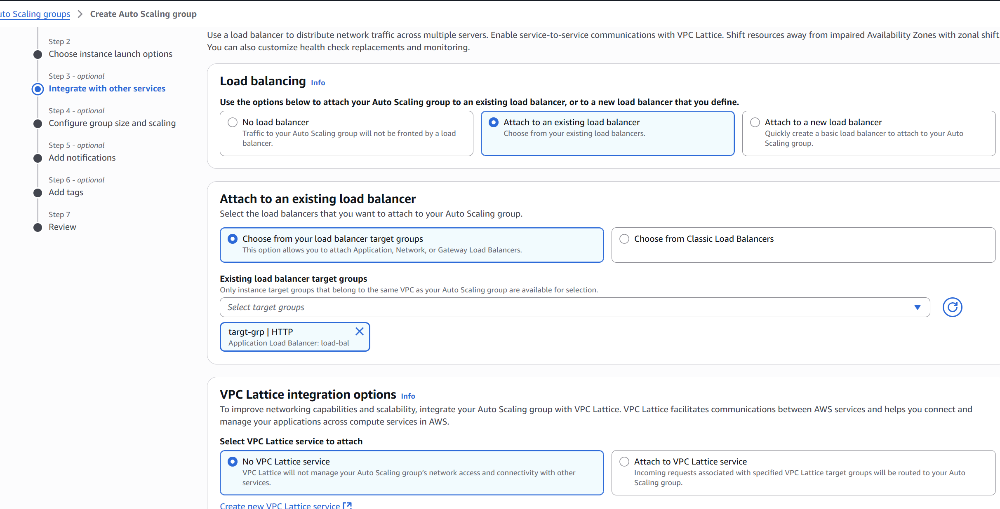 uto Scaling groups > Create Auto Scaling group
Use a load balancer to distribute network traffic across multiple servers. Enable service-to-service communications with VPC Lattice. Shift resources away from impaired Availability Zones with zonal shift.
You can also customize health check replacements and monitoring.
Step 2
Choose instance launch options
Step 3 - optional
Integrate with other services
Step 4 - optional
Configure group size and scaling
Step 5 - optional
Add notifications
Step 6 - optional
Add tags
Step 7
Review
Load balancing Info
Use the options below to attach your Auto Scaling group to an existing load balancer, or to a new load balancer that you define.
No load balancer
Traffic to your Auto Scaling group will not be fronted by a load
balancer.
Attach to an existing load balancer
Choose from your existing load balancers.
Attach to a new load balancer
Quickly create a basic load balancer to attach to your Auto
Scaling group.
Attach to an existing load balancer
Select the load balancers that you want to attach to your Auto Scaling group.
Choose from your load balancer target groups
This option allows you to attach Application, Network, or Gateway Load Balancers.
Choose from Classic Load Balancers
Existing load balancer target groups
Only instance target groups that belong to the same VPC as your Auto Scaling group are available for selection.
Select target groups
targt-grp | HTTP
Application Load Balancer: load-bal
VPC Lattice integration options Info
To improve networking capabilities and scalability, integrate your Auto Scaling group with VPC Lattice. VPC Lattice facilitates communications between AWS services and helps you connect and
manage your applications across compute services in AWS.
Select VPC Lattice service to attach
No VPC Lattice service
VPC Lattice will not manage your Auto Scaling group’s network access and connectivity with other
services.
Attach to VPC Lattice service
Incoming requests associated with specified VPC Lattice target groups will be routed to your Auto
Scaling group.
Create new VPC Lattice service